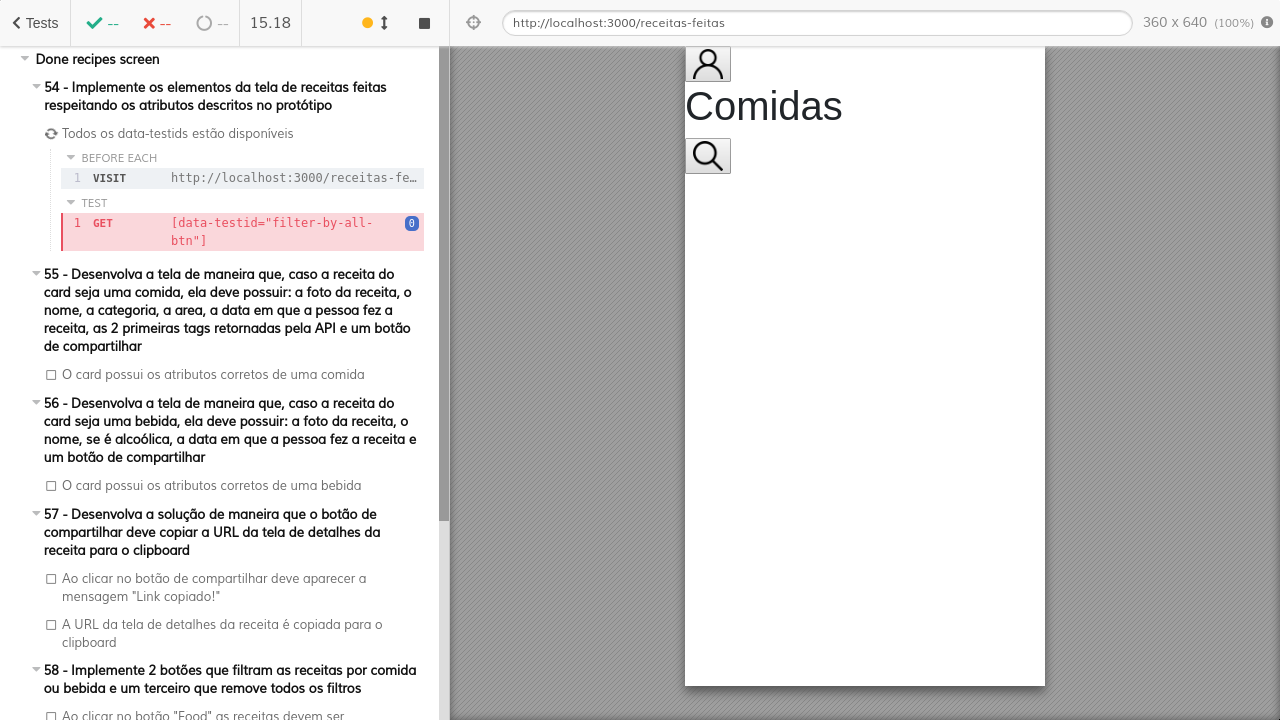 Tests
--
--
--
15.18
http://localhost:3000/receitas-feitas
360 x 640 (100%)
Done recipes screen
54 - Implemente os elementos da tela de receitas feitas
respeitando os atributos descritos no protótipo
Todos os data-testids estão disponíveis
BEFORE EACH
1 VISIT http://localhost:3000/receitas-fe…
TEST
1 GET [data-testid="filter-by-all-
btn"] 0
55 - Desenvolva a tela de maneira que, caso a receita do
card seja uma comida, ela deve possuir: a foto da receita, o
nome, a categoria, a area, a data em que a pessoa fez a
receita, as 2 primeiras tags retornadas pela API e um botão
de compartilhar
O card possui os atributos corretos de uma comida
56 - Desenvolva a tela de maneira que, caso a receita do
card seja uma bebida, ela deve possuir: a foto da receita, o
nome, se é alcoólica, a data em que a pessoa fez a receita e
um botão de compartilhar
O card possui os atributos corretos de uma bebida
57 - Desenvolva a solução de maneira que o botão de
compartilhar deve copiar a URL da tela de detalhes da
receita para o clipboard
Ao clicar no botão de compartilhar deve aparecer a
mensagem "Link copiado!"
A URL da tela de detalhes da receita é copiada para o
clipboard
58 - Implemente 2 botões que filtram as receitas por comida
ou bebida e um terceiro que remove todos os filtros
Ao clicar no botão "Food" as receitas devem ser
Comidas